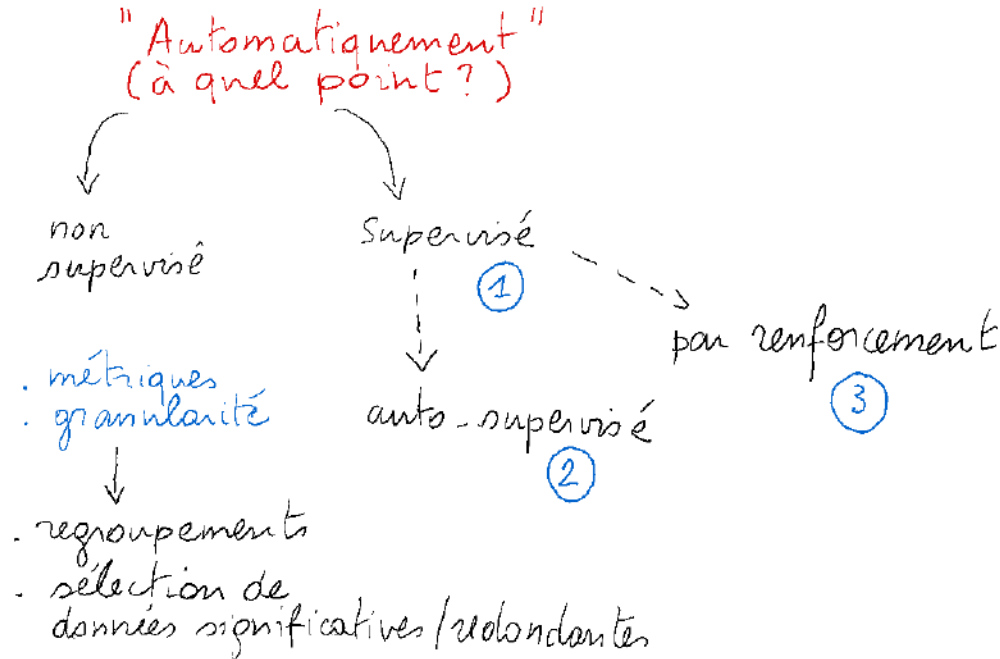 "Automatiquement"
(à quel point ?)
non
supervisé
Supervisé
1
par renforcement
3
. métriques
. granularité
auto-supervisé
2
. regroupements
. sélection de
données significatives/redondantes